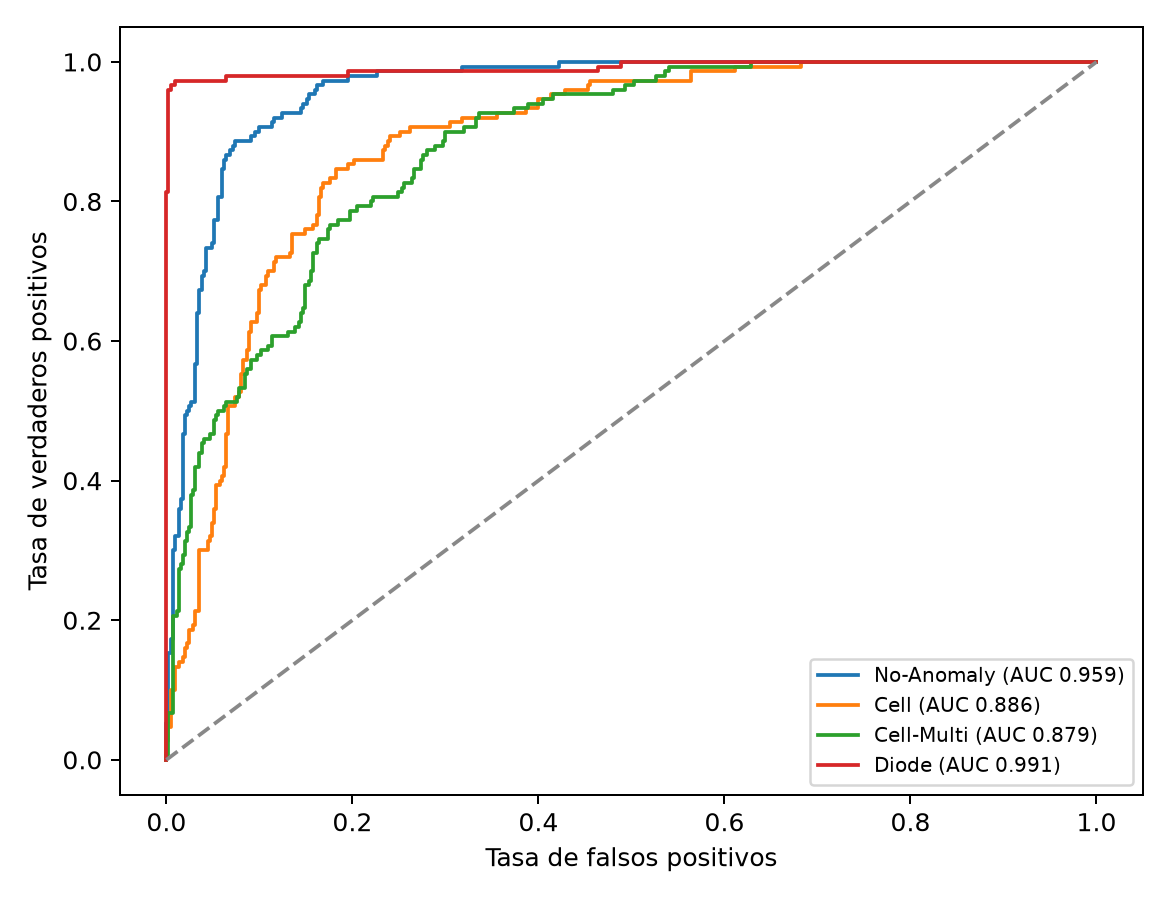 1.0
0.8
0.6
0.4
0.2
0.0
Tasa de verdaderos positivos
No-Anomaly (AUC 0.959)
Cell (AUC 0.886)
Cell-Multi (AUC 0.879)
Diode (AUC 0.991)
0.0 0.2 0.4 0.6 0.8 1.0
Tasa de falsos positivos